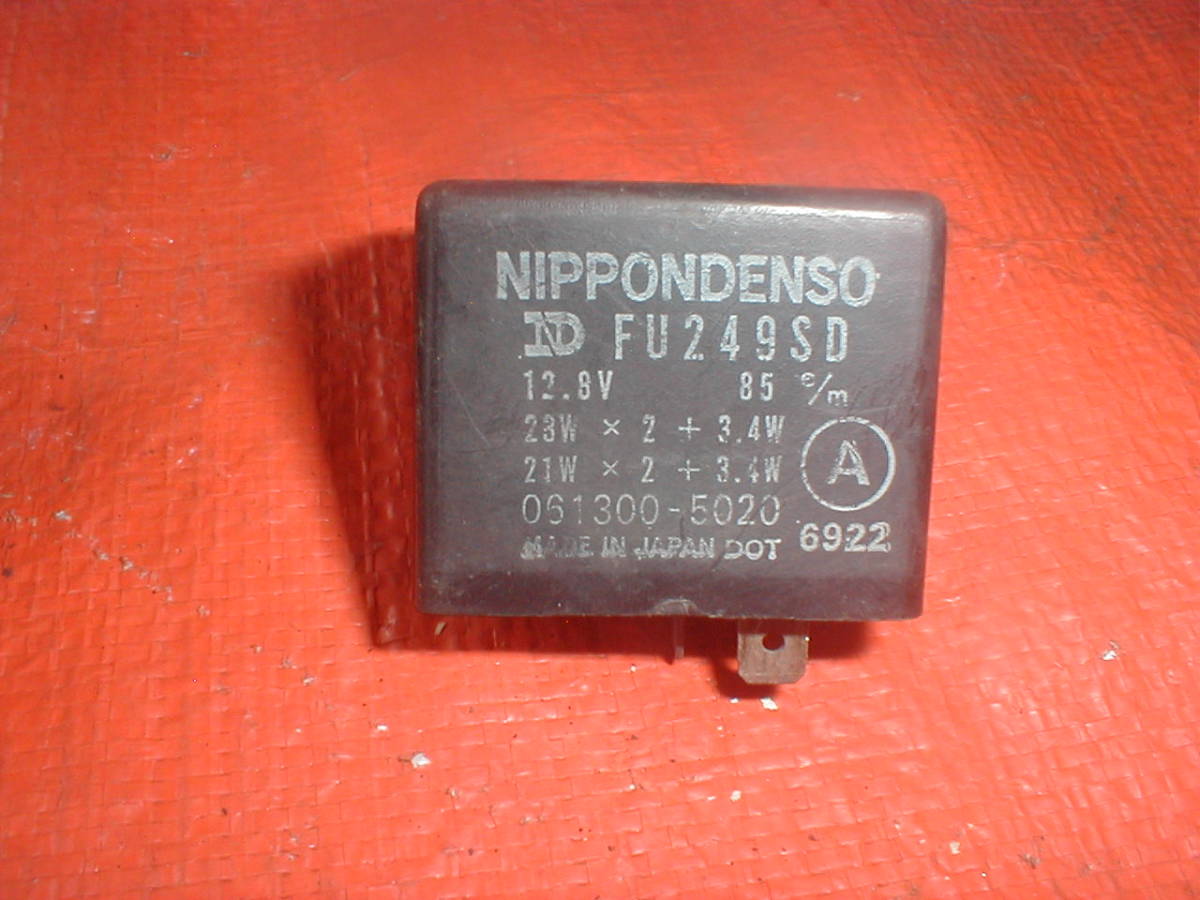 NIPPONDENSO
ND FU249SD
12.8V 85 c/m
23W × 2 + 3.4W
21W × 2 + 3.4W
A
061300-5020
MADE IN JAPAN DOT 6922